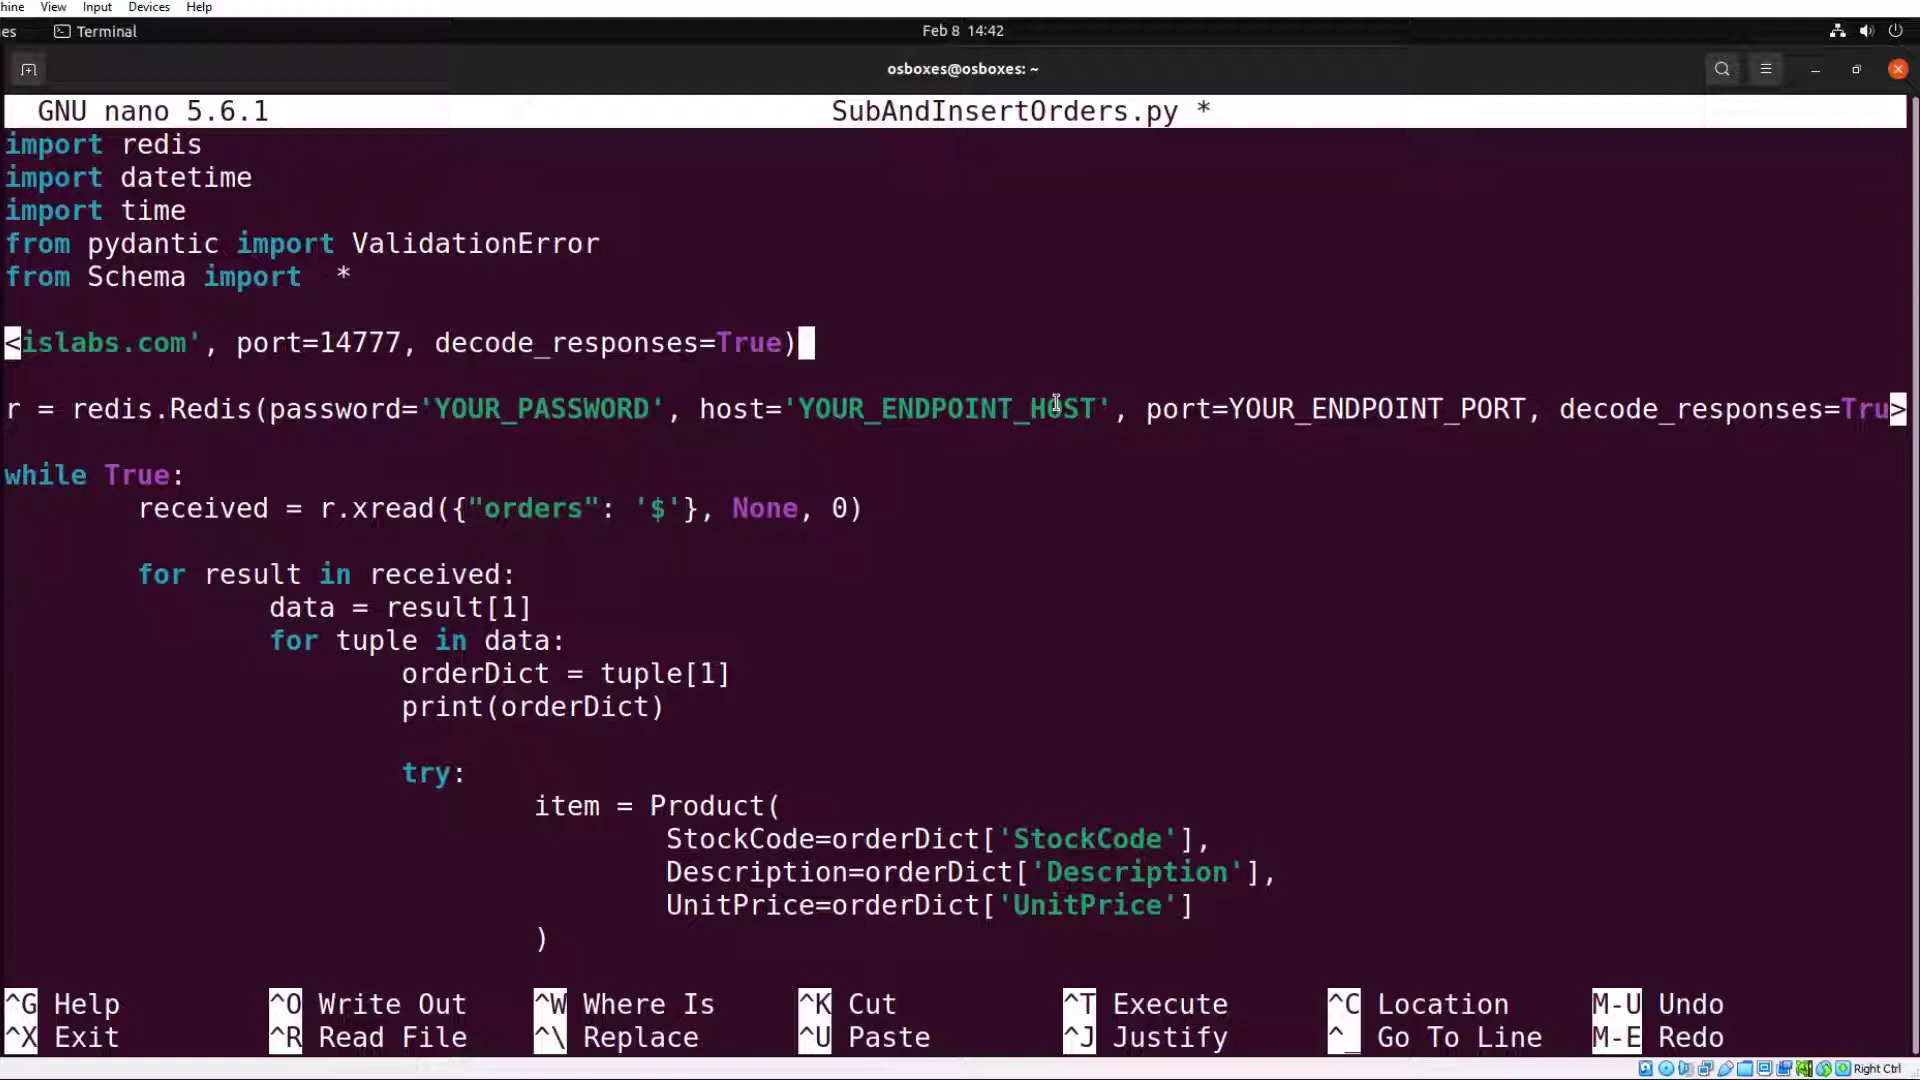 hine View Input Devices Help
es Terminal Feb 8 14:42
osboxes@osboxes: ~
GNU nano 5.6.1 SubAndInsertOrders.py *
import redis
import datetime
import time
from pydantic import ValidationError
from Schema import  *
<islabs.com', port=14777, decode_responses=True)
r = redis.Redis(password='YOUR_PASSWORD', host='YOUR_ENDPOINT_HOST', port=YOUR_ENDPOINT_PORT, decode_responses=Tru>
while True:
        received = r.xread({"orders": '$'}, None, 0)
        for result in received:
                data = result[1]
                for tuple in data:
                        orderDict = tuple[1]
                        print(orderDict)
                        try:
                                item = Product(
                                        StockCode=orderDict['StockCode'],
                                        Description=orderDict['Description'],
                                        UnitPrice=orderDict['UnitPrice']
                                )
^G Help ^O Write Out ^W Where Is ^K Cut ^T Execute ^C Location M-U Undo
^X Exit ^R Read File ^\ Replace ^U Paste ^J Justify ^_ Go To Line M-E Redo
Right Ctrl